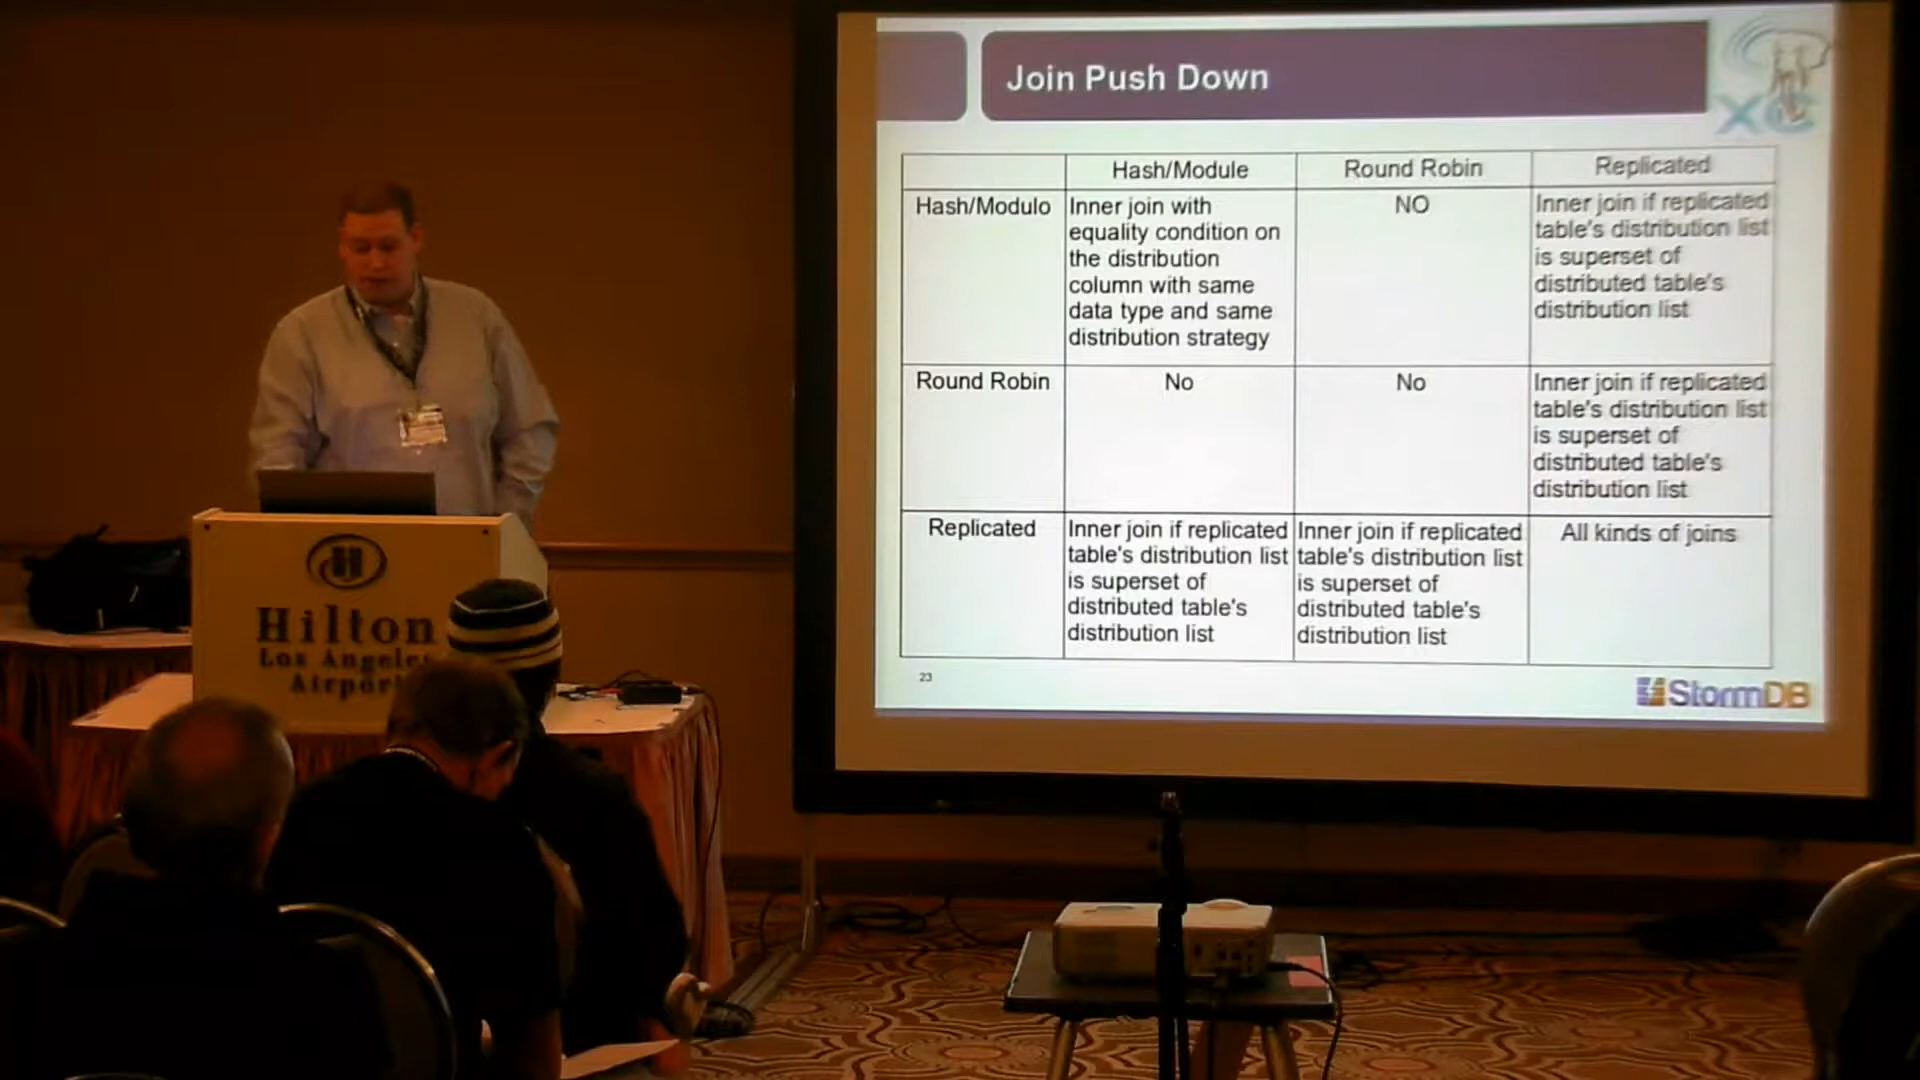 Join Push Down
XC
Hash/Module
Round Robin
Replicated
Hash/Modulo
Inner join with
equality condition on
the distribution
column with same
data type and same
distribution strategy
NO
Inner join if replicated
table's distribution list
is superset of
distributed table's
distribution list
Round Robin
No
No
Inner join if replicated
table's distribution list
is superset of
distributed table's
distribution list
Replicated
Inner join if replicated
table's distribution list
is superset of
distributed table's
distribution list
Inner join if replicated
table's distribution list
is superset of
distributed table's
distribution list
All kinds of joins
23
StormDB
Hilton
Los Angeles
Airport